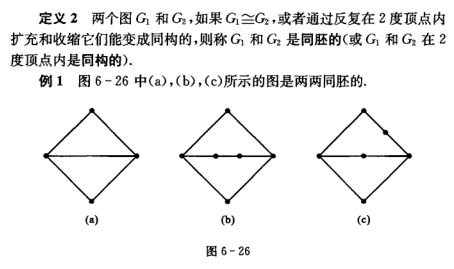 定义 2 两个图 G₁ 和 G₂,如果 G₁≅G₂,或者通过反复在 2 度顶点内
扩充和收缩它们能变成同构的,则称 G₁ 和 G₂ 是同胚的(或 G₁ 和 G₂ 在 2
度顶点内是同构的).
例 1 图 6-26 中(a),(b),(c)所示的图是两两同胚的.
(a) (b) (c)
图 6-26